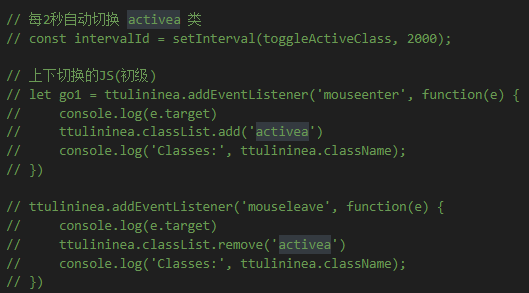 // 每2秒自动切换 activea 类
// const intervalId = setInterval(toggleActiveClass, 2000);
// 上下切换的JS(初级)
// let go1 = ttulininea.addEventListener('mouseenter', function(e) {
//     console.log(e.target)
//     ttulininea.classList.add('activea')
//     console.log('Classes:', ttulininea.className);
// })
// ttulininea.addEventListener('mouseleave', function(e) {
//     console.log(e.target)
//     ttulininea.classList.remove('activea')
//     console.log('Classes:', ttulininea.className);
// })